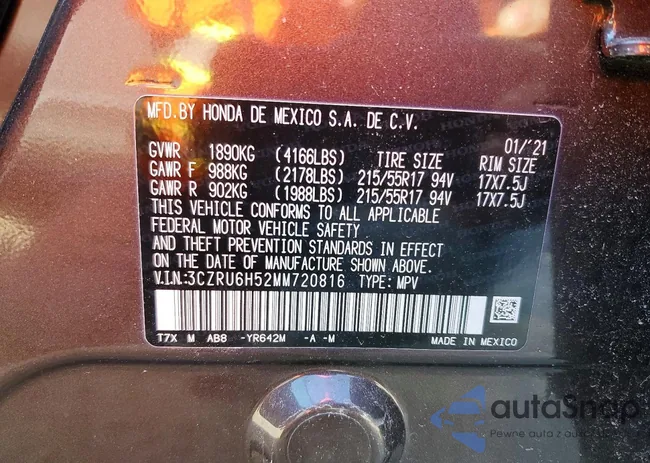 MFD.BY HONDA DE MEXICO S.A. DE C.V.
GVWR 1890KG (4166LBS) TIRE SIZE 01/'21 RIM SIZE
GAWR F 988KG (2178LBS) 215/55R17 94V 17X7.5J
GAWR R 902KG (1988LBS) 215/55R17 94V 17X7.5J
THIS VEHICLE CONFORMS TO ALL APPLICABLE
FEDERAL MOTOR VEHICLE SAFETY
AND THEFT PREVENTION STANDARDS IN EFFECT
ON THE DATE OF MANUFACTURE SHOWN ABOVE.
V.I.N:3CZRU6H52MM720816 TYPE: MPV
T7X M AB8 -YR642M -A -M MADE IN MEXICO
autaSnap